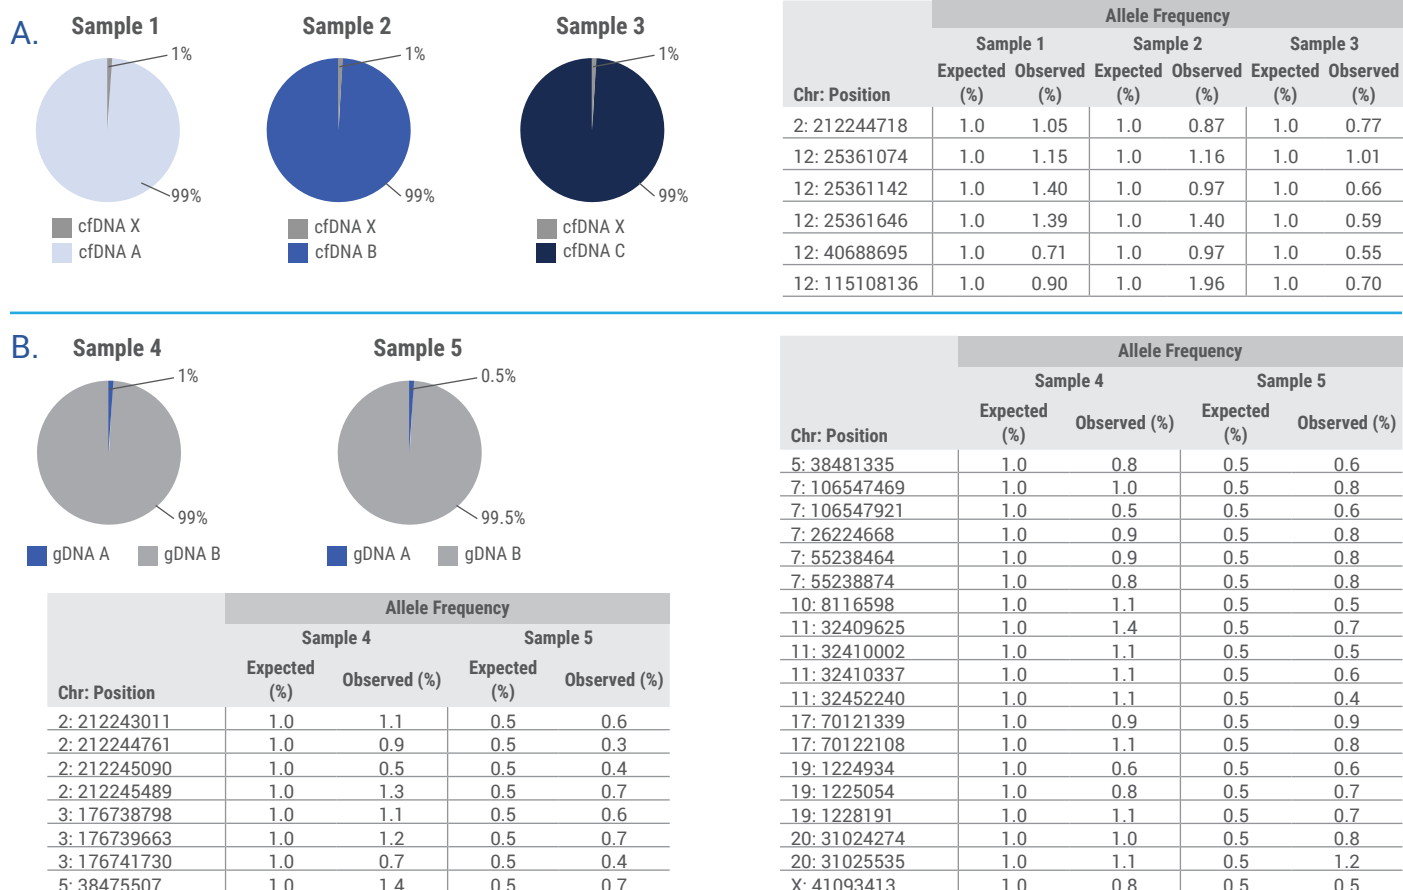 A.
Sample 1
1%
99%
cfDNA X
cfDNA A
Sample 2
1%
99%
cfDNA X
cfDNA B
Sample 3
1%
99%
cfDNA X
cfDNA C
Allele Frequency
Sample 1 Sample 2 Sample 3
Expected Observed Expected Observed Expected Observed
Chr: Position (%) (%) (%) (%) (%) (%)
2: 212244718 1.0 1.05 1.0 0.87 1.0 0.77
12: 25361074 1.0 1.15 1.0 1.16 1.0 1.01
12: 25361142 1.0 1.40 1.0 0.97 1.0 0.66
12: 25361646 1.0 1.39 1.0 1.40 1.0 0.59
12: 40688695 1.0 0.71 1.0 0.97 1.0 0.55
12: 115108136 1.0 0.90 1.0 1.96 1.0 0.70
B.
Sample 4
1%
99%
gDNA A gDNA B
Sample 5
0.5%
99.5%
gDNA A gDNA B
Allele Frequency
Sample 4 Sample 5
Expected Observed (%) Expected Observed (%)
Chr: Position (%) (%)
2: 212243011 1.0 1.1 0.5 0.6
2: 212244761 1.0 0.9 0.5 0.3
2: 212245090 1.0 0.5 0.5 0.4
2: 212245489 1.0 1.3 0.5 0.7
3: 176738798 1.0 1.1 0.5 0.6
3: 176739663 1.0 1.2 0.5 0.7
3: 176741730 1.0 0.7 0.5 0.4
5: 38475507 1.0 1.4 0.5 0.7
Allele Frequency
Sample 4 Sample 5
Expected Observed (%) Expected Observed (%)
Chr: Position (%) (%)
5: 38481335 1.0 0.8 0.5 0.6
7: 106547469 1.0 1.0 0.5 0.8
7: 106547921 1.0 0.5 0.5 0.6
7: 26224668 1.0 0.9 0.5 0.8
7: 55238464 1.0 0.9 0.5 0.8
7: 55238874 1.0 0.8 0.5 0.8
10: 8116598 1.0 1.1 0.5 0.5
11: 32409625 1.0 1.4 0.5 0.7
11: 32410002 1.0 1.1 0.5 0.5
11: 32410337 1.0 1.1 0.5 0.6
11: 32452240 1.0 1.1 0.5 0.4
17: 70121339 1.0 0.9 0.5 0.9
17: 70122108 1.0 1.1 0.5 0.8
19: 1224934 1.0 0.6 0.5 0.6
19: 1225054 1.0 0.8 0.5 0.7
19: 1228191 1.0 1.1 0.5 0.7
20: 31024274 1.0 1.0 0.5 0.8
20: 31025535 1.0 1.1 0.5 1.2
X: 41093413 1.0 0.8 0.5 0.5